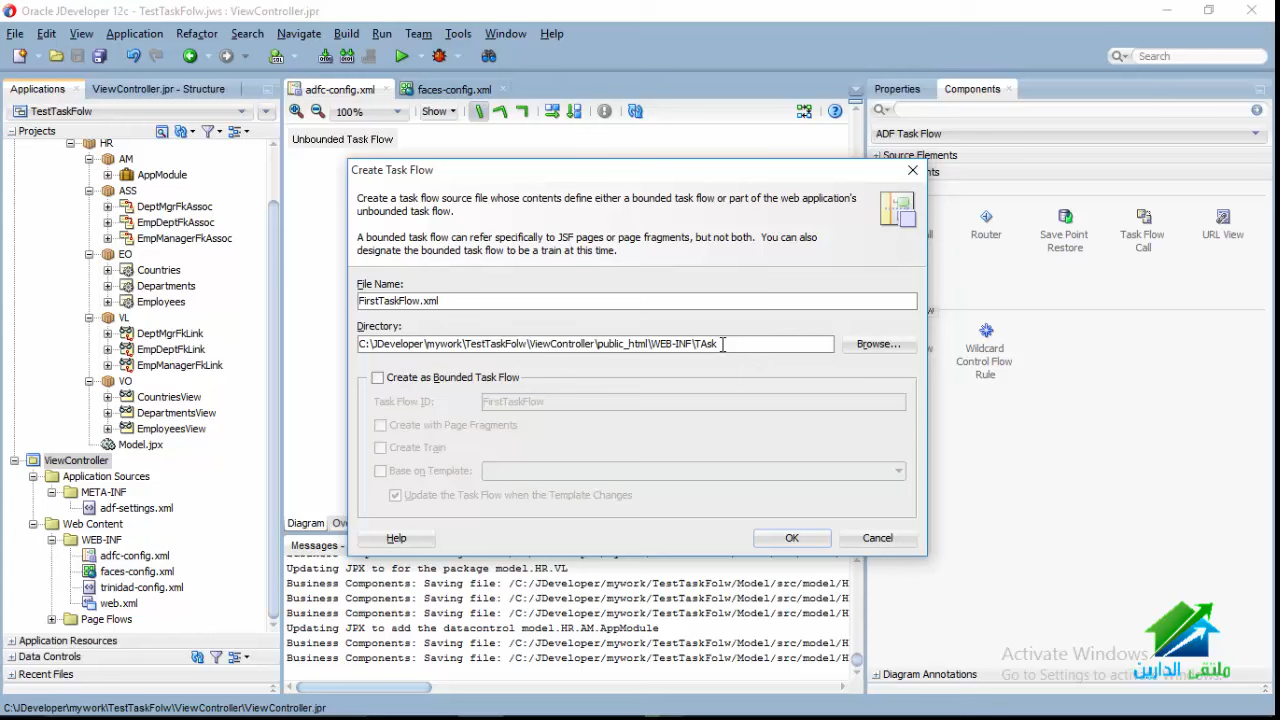 Oracle JDeveloper 12c - TestTaskFolw.jws : ViewController.jpr
File Edit View Application Refactor Search Navigate Build Run Team Tools Window Help
Search
Applications
ViewController.jpr - Structure
TestTaskFolw
Projects
HR
AM
AppModule
ASS
DeptMgrFkAssoc
EmpDeptFkAssoc
EmpManagerFkAssoc
EO
Countries
Departments
Employees
VL
DeptMgrFkLink
EmpDeptFkLink
EmpManagerFkLink
VO
CountriesView
DepartmentsView
EmployeesView
Model.jpx
ViewController
Application Sources
META-INF
adf-settings.xml
Web Content
WEB-INF
adfc-config.xml
faces-config.xml
trinidad-config.xml
web.xml
Page Flows
Application Resources
Data Controls
Recent Files
adfc-config.xml
faces-config.xml
100%
Show
Unbounded Task Flow
Create Task Flow
Create a task flow source file whose contents define either a bounded task flow or part of the web application's
unbounded task flow.
A bounded task flow can refer specifically to JSF pages or page fragments, but not both. You can also
designate the bounded task flow to be a train at this time.
File Name:
FirstTaskFlow.xml
Directory:
C:\JDeveloper\mywork\TestTaskFolw\ViewController\public_html\WEB-INF\TAsk
Browse...
Create as Bounded Task Flow
Task Flow ID:
FirstTaskFlow
Create with Page Fragments
Create Train
Base on Template:
Update the Task Flow when the Template Changes
Help
OK
Cancel
Diagram
Ov
Messages -
Updating JPX to for the package model.HR.VL
Business Components: Saving file: /C:/JDeveloper/mywork/TestTaskFolw/Model/src/model/H
Business Components: Saving file: /C:/JDeveloper/mywork/TestTaskFolw/Model/src/model/H
Business Components: Saving file: /C:/JDeveloper/mywork/TestTaskFolw/Model/src/model/H
Updating JPX to add the datacontrol model.HR.AM.AppModule
Business Components: Saving file: /C:/JDeveloper/mywork/TestTaskFolw/Model/src/model/H
Business Components: Saving file: /C:/JDeveloper/mywork/TestTaskFolw/Model/src/model/H
Properties
Components
ADF Task Flow
Source Elements
nts
Router
Save Point
Restore
Task Flow
Call
URL View
Wildcard
Control Flow
Rule
Activate Windows
Go to Settings to activate Windows.
ملتقى الدارين
Diagram Annotations
C:\JDeveloper\mywork\TestTaskFolw\ViewController\ViewController.jpr